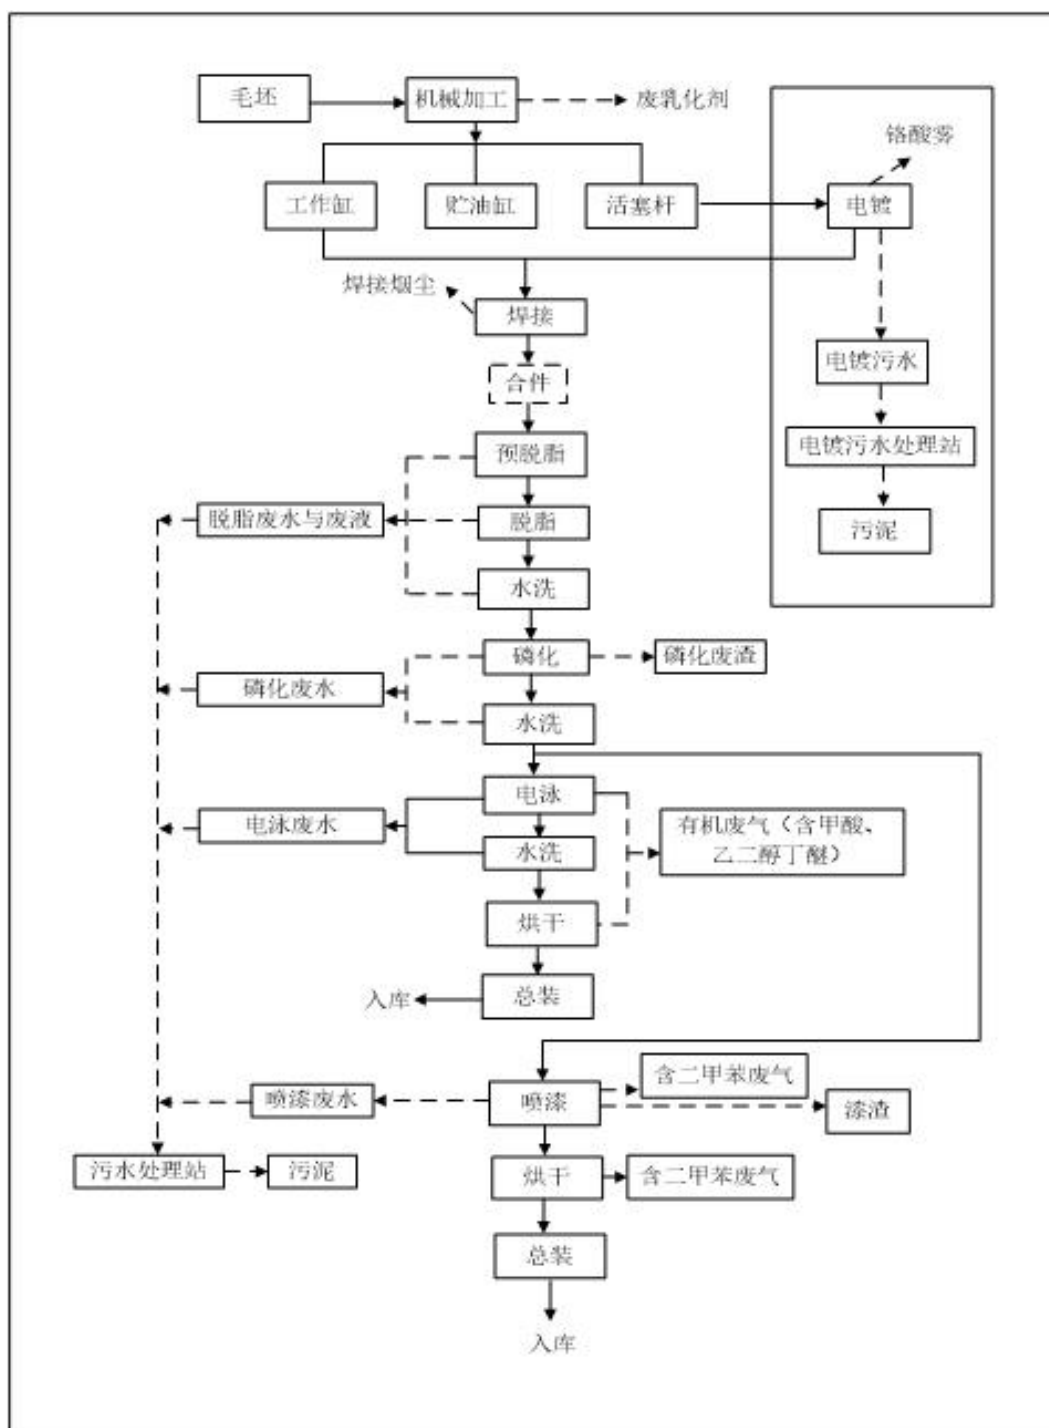 毛坯
机械加工
废乳化剂
铬酸雾
工作缸
贮油缸
活塞杆
电镀
焊接烟尘
焊接
电镀污水
合件
预脱脂
电镀污水处理站
脱脂废水与废液
脱脂
污泥
水洗
磷化
磷化废渣
磷化废水
水洗
电泳
电泳废水
有机废气（含甲酸、
乙二醇丁醚）
水洗
烘干
入库
总装
含二甲苯废气
喷漆废水
喷漆
漆渣
污水处理站
污泥
烘干
含二甲苯废气
总装
入库